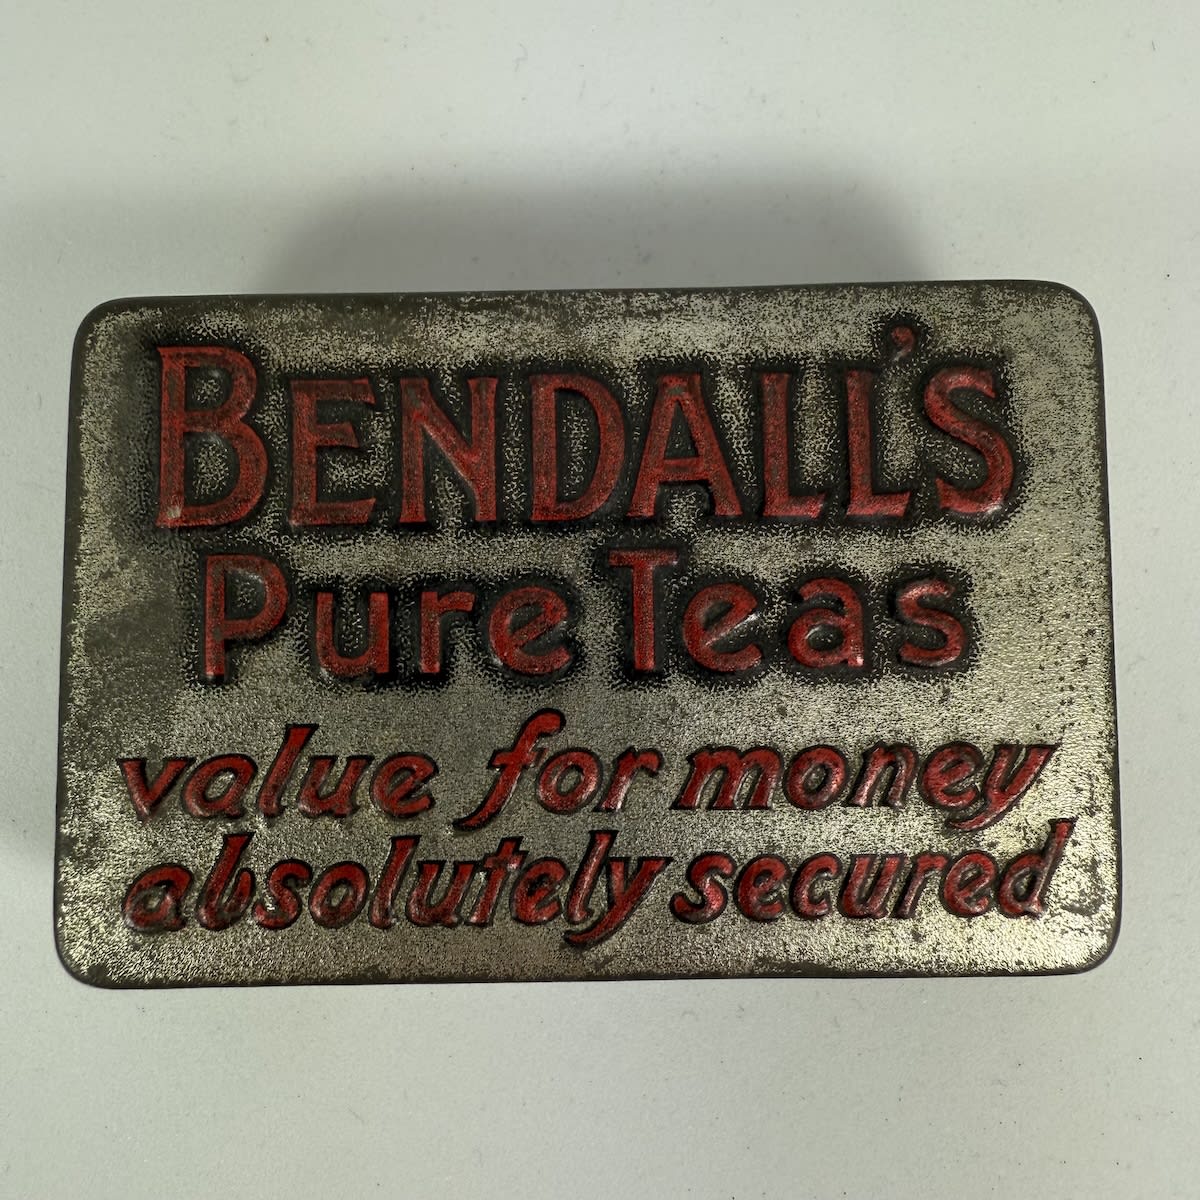 BENDALL'S
Pure Teas
value for money
absolutely secured